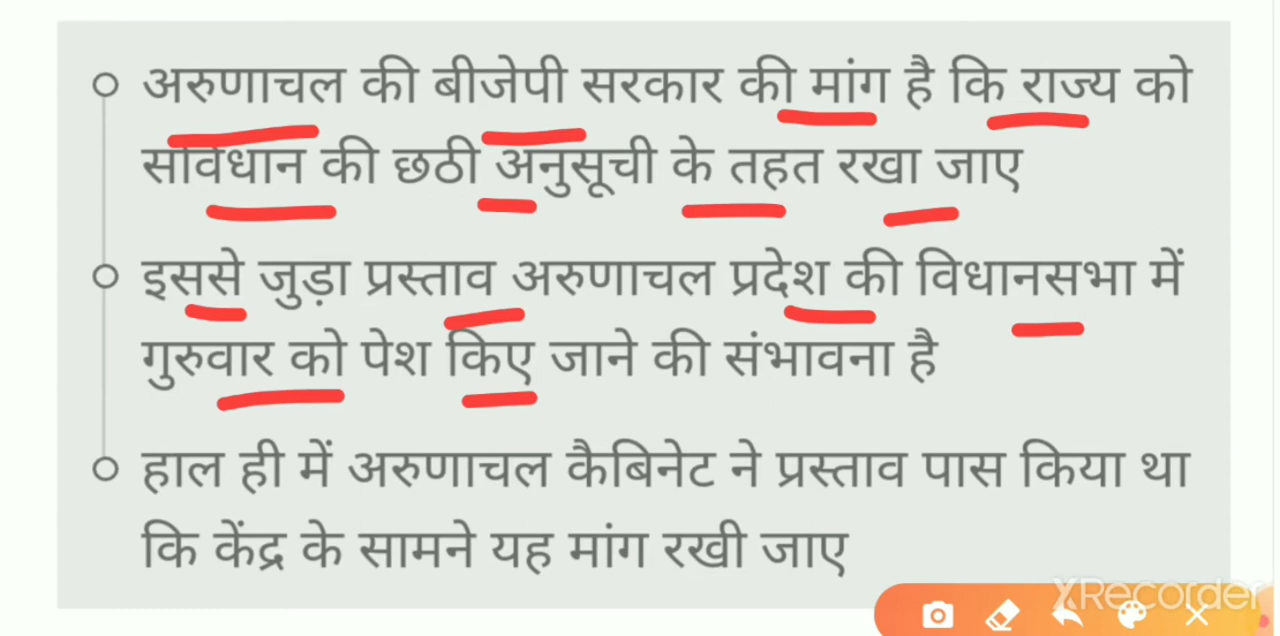 अरुणाचल की बीजेपी सरकार की मांग है कि राज्य को
संविधान की छठी अनुसूची के तहत रखा जाए
इससे जुड़ा प्रस्ताव अरुणाचल प्रदेश की विधानसभा में
गुरुवार को पेश किए जाने की संभावना है
हाल ही में अरुणाचल कैबिनेट ने प्रस्ताव पास किया था
कि केंद्र के सामने यह मांग रखी जाए
XRecorder